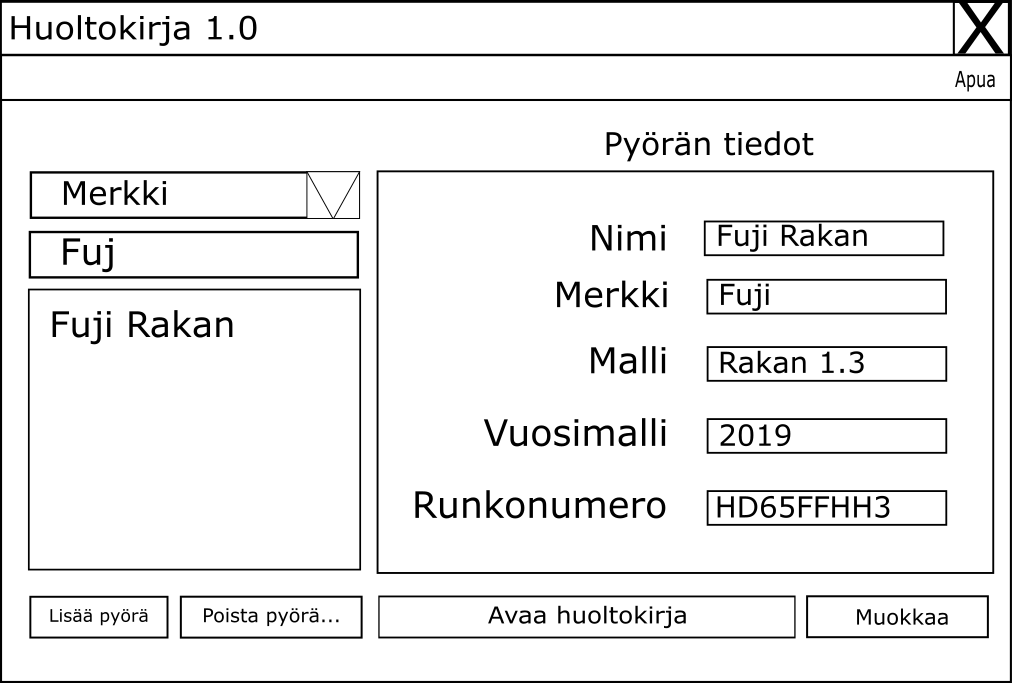 Huoltokirja 1.0
X
Apua
Pyörän tiedot
Merkki
Fuj
Fuji Rakan
Nimi Fuji Rakan
Merkki Fuji
Malli Rakan 1.3
Vuosimalli 2019
Runkonumero HD65FFHH3
Lisää pyörä
Poista pyörä...
Avaa huoltokirja
Muokkaa